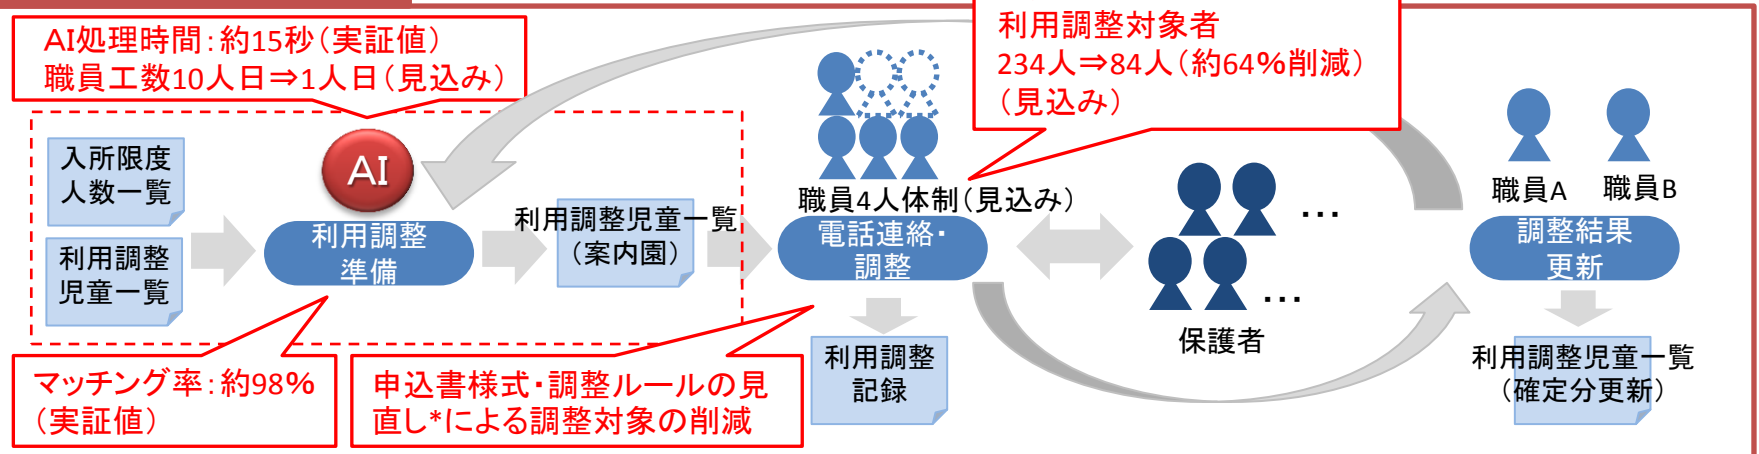 AI処理時間：約15秒（実証値）
職員工数10人日⇒1人日（見込み）
利用調整対象者
234人⇒84人（約64％削減）
（見込み）
入所限度
人数一覧
利用調整
児童一覧
AI
利用調整
準備
利用調整児童一覧
（案内園）
職員4人体制（見込み）
電話連絡・
調整
利用調整
記録
…
…
保護者
職員A
職員B
調整結果
更新
利用調整児童一覧
（確定分更新）
マッチング率：約98％
（実証値）
申込書様式・調整ルールの見
直し*による調整対象の削減